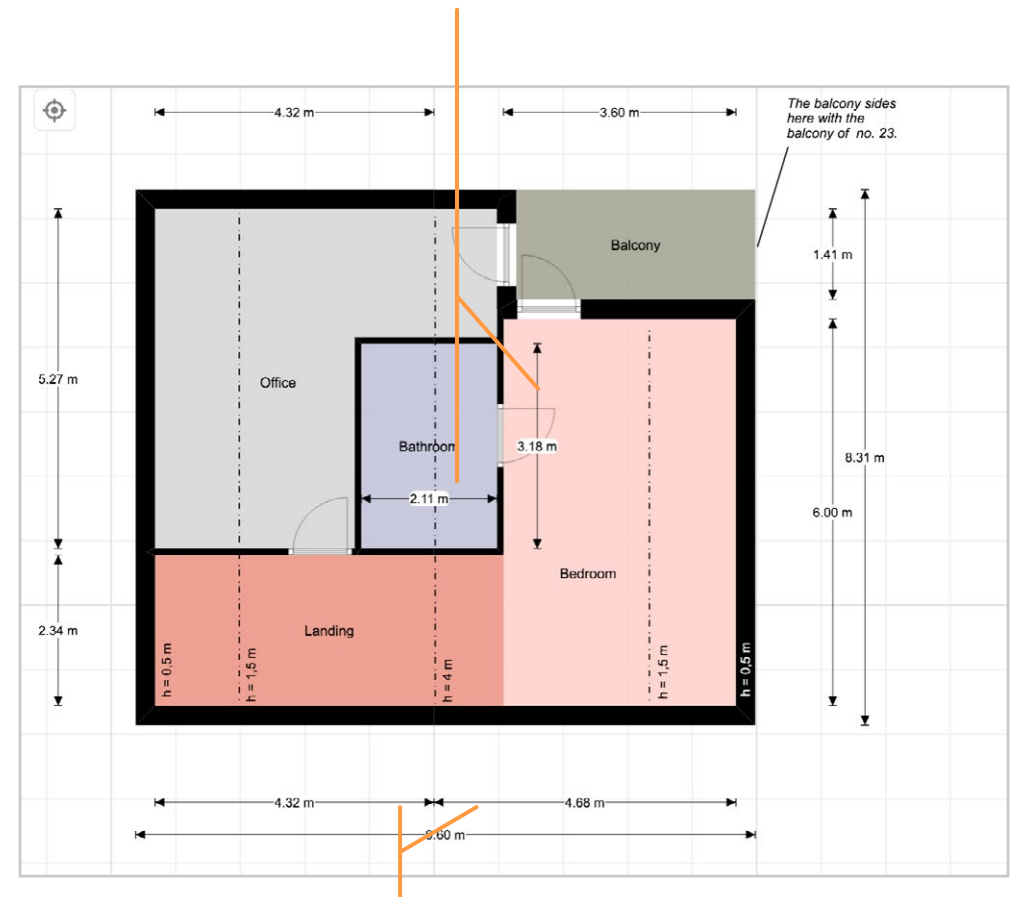 4.32 m
3.60 m
The balcony sides
here with the
balcony of no. 23.
Balcony
1.41 m
5.27 m
Office
Bathroom
3.18 m
8.31 m
2.11 m
6.00 m
Bedroom
2.34 m
Landing
h = 0.5 m
h = 1,5 m
h = 4 m
h = 1,5 m
h = 0,5 m
4.32 m
4.68 m
9.60 m